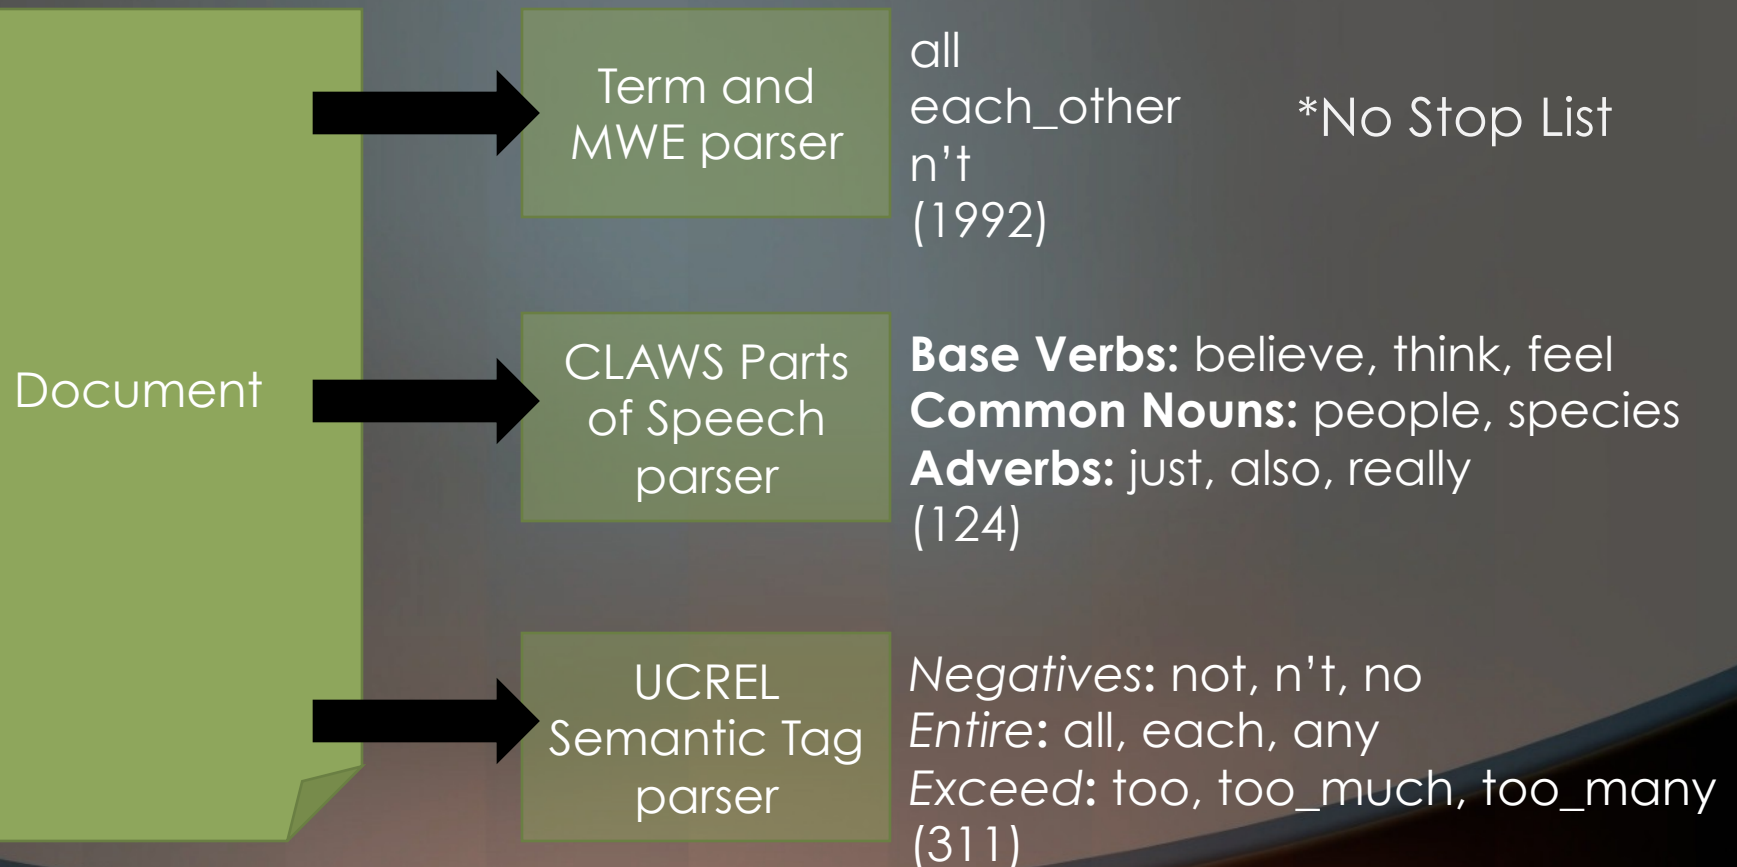 Document
Term and
MWE parser
all
each_other
n’t
(1992)
*No Stop List
CLAWS Parts
of Speech
parser
Base Verbs: believe, think, feel
Common Nouns: people, species
Adverbs: just, also, really
(124)
UCREL
Semantic Tag
parser
Negatives: not, n’t, no
Entire: all, each, any
Exceed: too, too_much, too_many
(311)